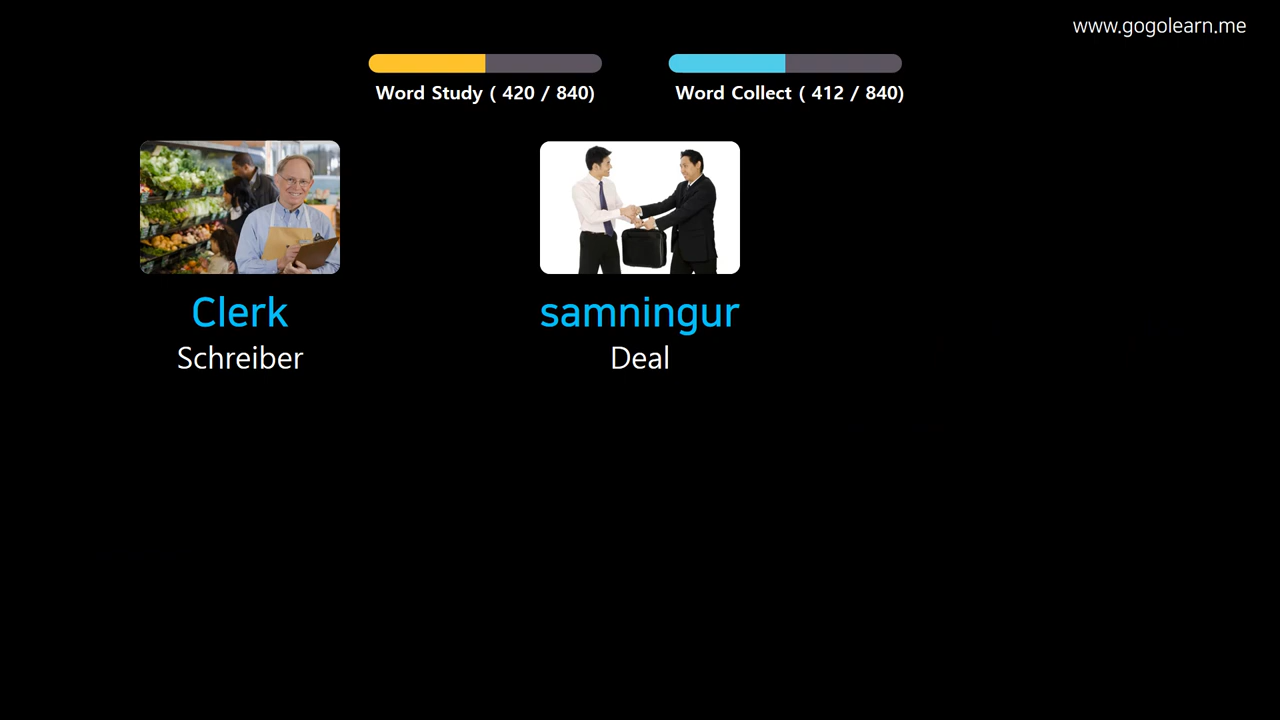 www.gogolearn.me
Word Study ( 420 / 840)
Word Collect ( 412 / 840)
Clerk
Schreiber
samningur
Deal